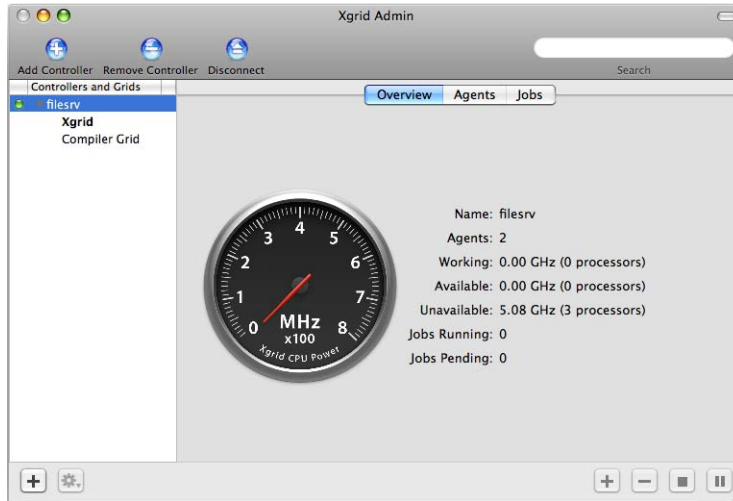 Xgrid Admin
Add Controller Remove Controller Disconnect
Search
Controllers and Grids
filesrv
Xgrid
Compiler Grid
Overview Agents Jobs
0 1 2 3 4 5 6 7 8
MHz
x100
Xgrid CPU Power
Name: filesrv
Agents: 2
Working: 0.00 GHz (0 processors)
Available: 0.00 GHz (0 processors)
Unavailable: 5.08 GHz (3 processors)
Jobs Running: 0
Jobs Pending: 0